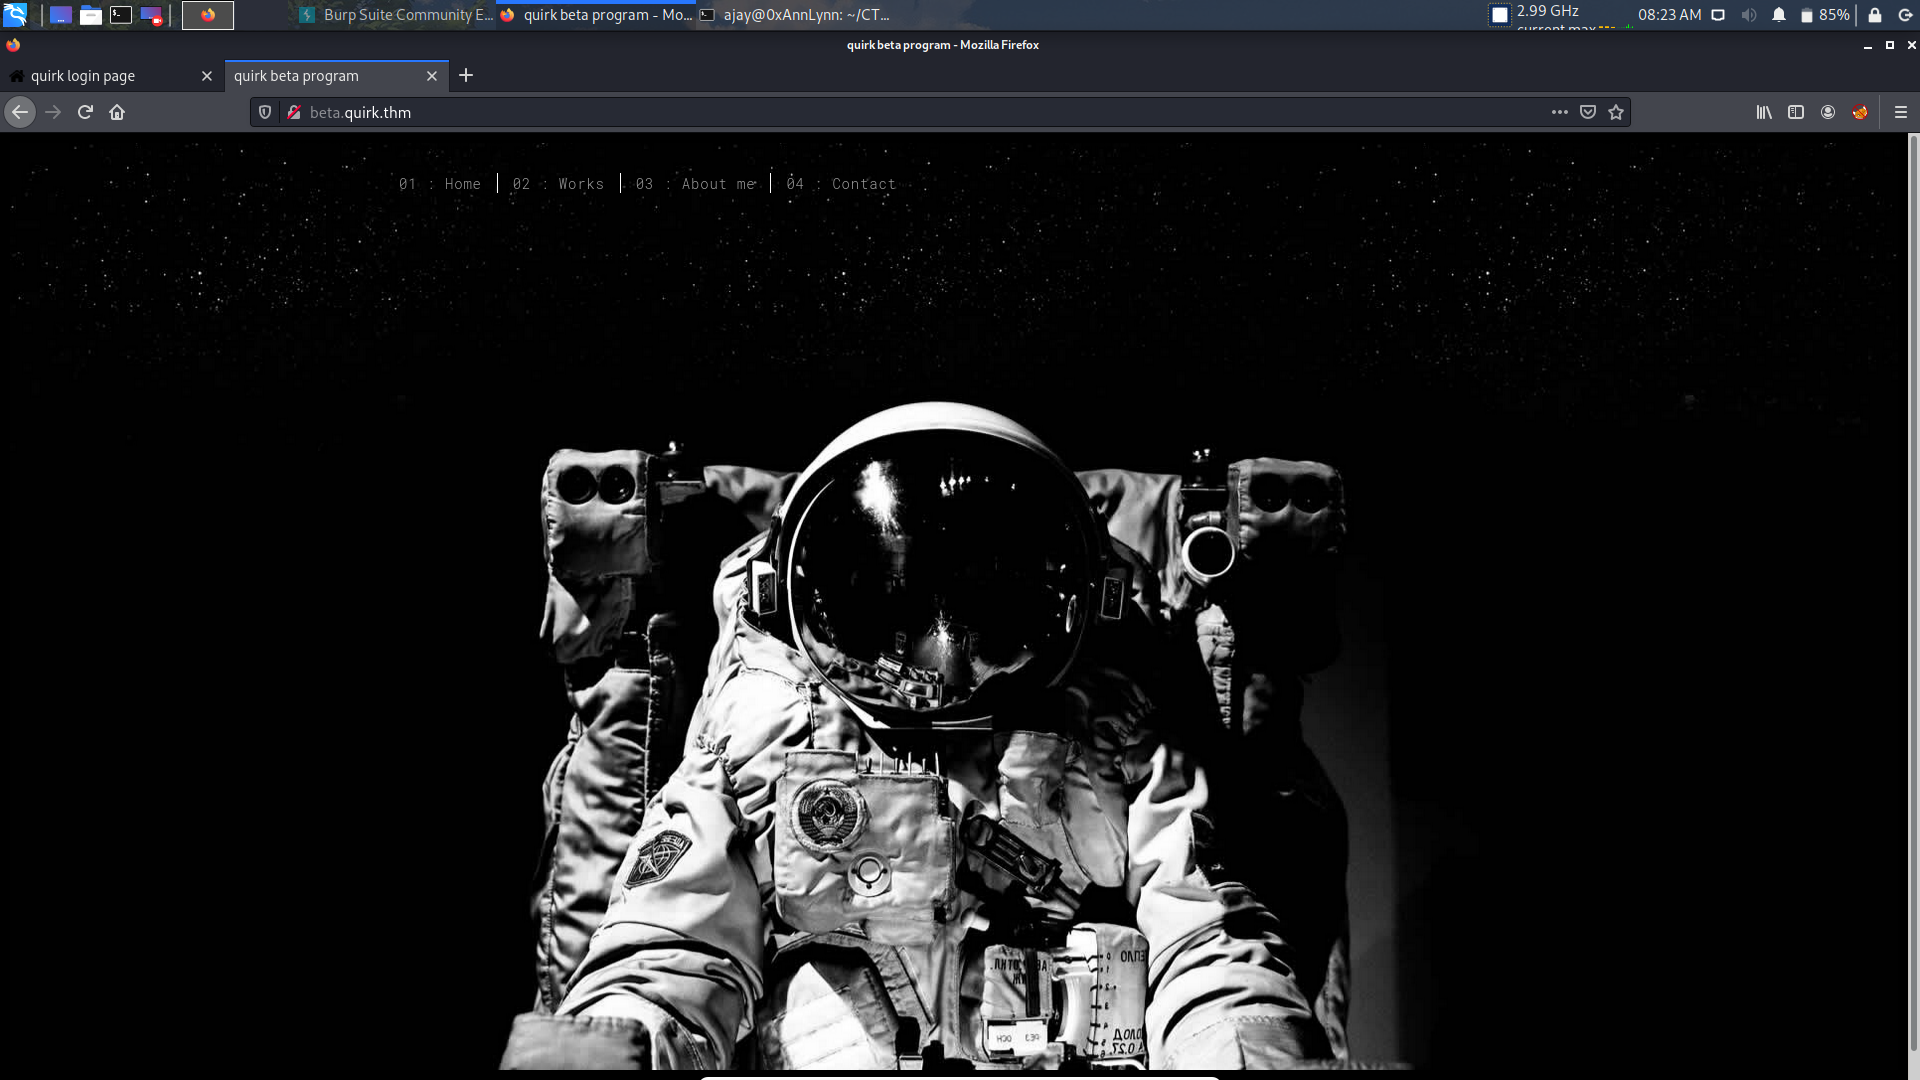 Burp Suite Community E...
quirk beta program - Mo...
ajay@0xAnnLynn: ~/CT...
2.99 GHz
current max
08:23 AM
85%
quirk beta program - Mozilla Firefox
quirk login page
quirk beta program
beta.quirk.thm
01 : Home
02 : Works
03 : About me
04 : Contact